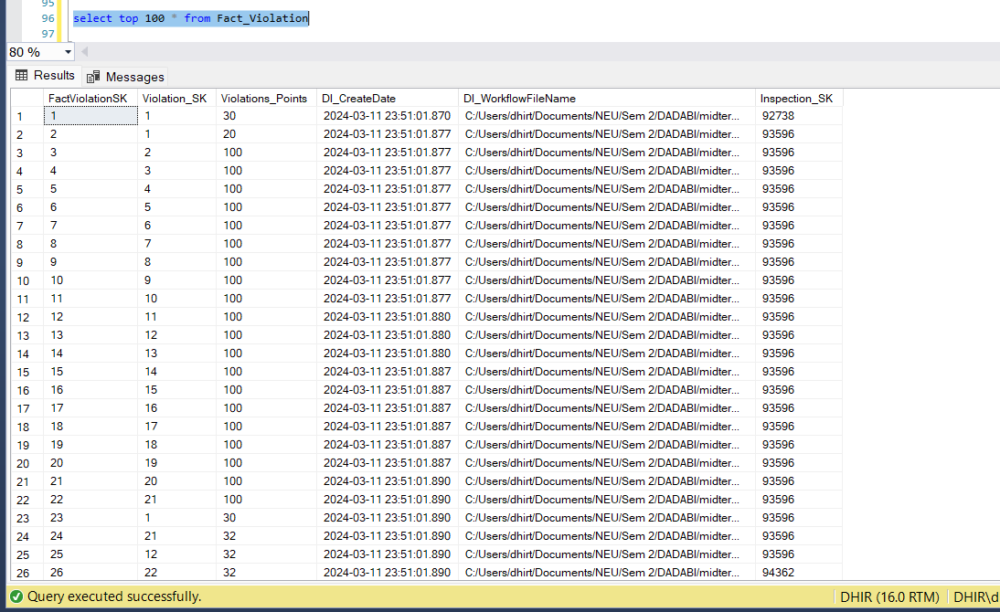 95
96 select top 100 * from Fact_Violation
97
80 %
Results Messages
FactViolationSK Violation_SK Violations_Points DI_CreateDate DI_WorkflowFileName Inspection_SK
1 1 1 30 2024-03-11 23:51:01.870 C:/Users/dhirt/Documents/NEU/Sem 2/DADABI/midter... 92738
2 2 1 20 2024-03-11 23:51:01.877 C:/Users/dhirt/Documents/NEU/Sem 2/DADABI/midter... 93596
3 3 2 100 2024-03-11 23:51:01.877 C:/Users/dhirt/Documents/NEU/Sem 2/DADABI/midter... 93596
4 4 3 100 2024-03-11 23:51:01.877 C:/Users/dhirt/Documents/NEU/Sem 2/DADABI/midter... 93596
5 5 4 100 2024-03-11 23:51:01.877 C:/Users/dhirt/Documents/NEU/Sem 2/DADABI/midter... 93596
6 6 5 100 2024-03-11 23:51:01.877 C:/Users/dhirt/Documents/NEU/Sem 2/DADABI/midter... 93596
7 7 6 100 2024-03-11 23:51:01.877 C:/Users/dhirt/Documents/NEU/Sem 2/DADABI/midter... 93596
8 8 7 100 2024-03-11 23:51:01.877 C:/Users/dhirt/Documents/NEU/Sem 2/DADABI/midter... 93596
9 9 8 100 2024-03-11 23:51:01.877 C:/Users/dhirt/Documents/NEU/Sem 2/DADABI/midter... 93596
10 10 9 100 2024-03-11 23:51:01.877 C:/Users/dhirt/Documents/NEU/Sem 2/DADABI/midter... 93596
11 11 10 100 2024-03-11 23:51:01.877 C:/Users/dhirt/Documents/NEU/Sem 2/DADABI/midter... 93596
12 12 11 100 2024-03-11 23:51:01.880 C:/Users/dhirt/Documents/NEU/Sem 2/DADABI/midter... 93596
13 13 12 100 2024-03-11 23:51:01.880 C:/Users/dhirt/Documents/NEU/Sem 2/DADABI/midter... 93596
14 14 13 100 2024-03-11 23:51:01.880 C:/Users/dhirt/Documents/NEU/Sem 2/DADABI/midter... 93596
15 15 14 100 2024-03-11 23:51:01.887 C:/Users/dhirt/Documents/NEU/Sem 2/DADABI/midter... 93596
16 16 15 100 2024-03-11 23:51:01.887 C:/Users/dhirt/Documents/NEU/Sem 2/DADABI/midter... 93596
17 17 16 100 2024-03-11 23:51:01.887 C:/Users/dhirt/Documents/NEU/Sem 2/DADABI/midter... 93596
18 18 17 100 2024-03-11 23:51:01.887 C:/Users/dhirt/Documents/NEU/Sem 2/DADABI/midter... 93596
19 19 18 100 2024-03-11 23:51:01.887 C:/Users/dhirt/Documents/NEU/Sem 2/DADABI/midter... 93596
20 20 19 100 2024-03-11 23:51:01.887 C:/Users/dhirt/Documents/NEU/Sem 2/DADABI/midter... 93596
21 21 20 100 2024-03-11 23:51:01.890 C:/Users/dhirt/Documents/NEU/Sem 2/DADABI/midter... 93596
22 22 21 100 2024-03-11 23:51:01.890 C:/Users/dhirt/Documents/NEU/Sem 2/DADABI/midter... 93596
23 23 1 30 2024-03-11 23:51:01.890 C:/Users/dhirt/Documents/NEU/Sem 2/DADABI/midter... 93596
24 24 21 32 2024-03-11 23:51:01.890 C:/Users/dhirt/Documents/NEU/Sem 2/DADABI/midter... 93596
25 25 12 32 2024-03-11 23:51:01.890 C:/Users/dhirt/Documents/NEU/Sem 2/DADABI/midter... 93596
26 26 22 32 2024-03-11 23:51:01.890 C:/Users/dhirt/Documents/NEU/Sem 2/DADABI/midter... 94362
Query executed successfully. DHIR (16.0 RTM) DHIR\d